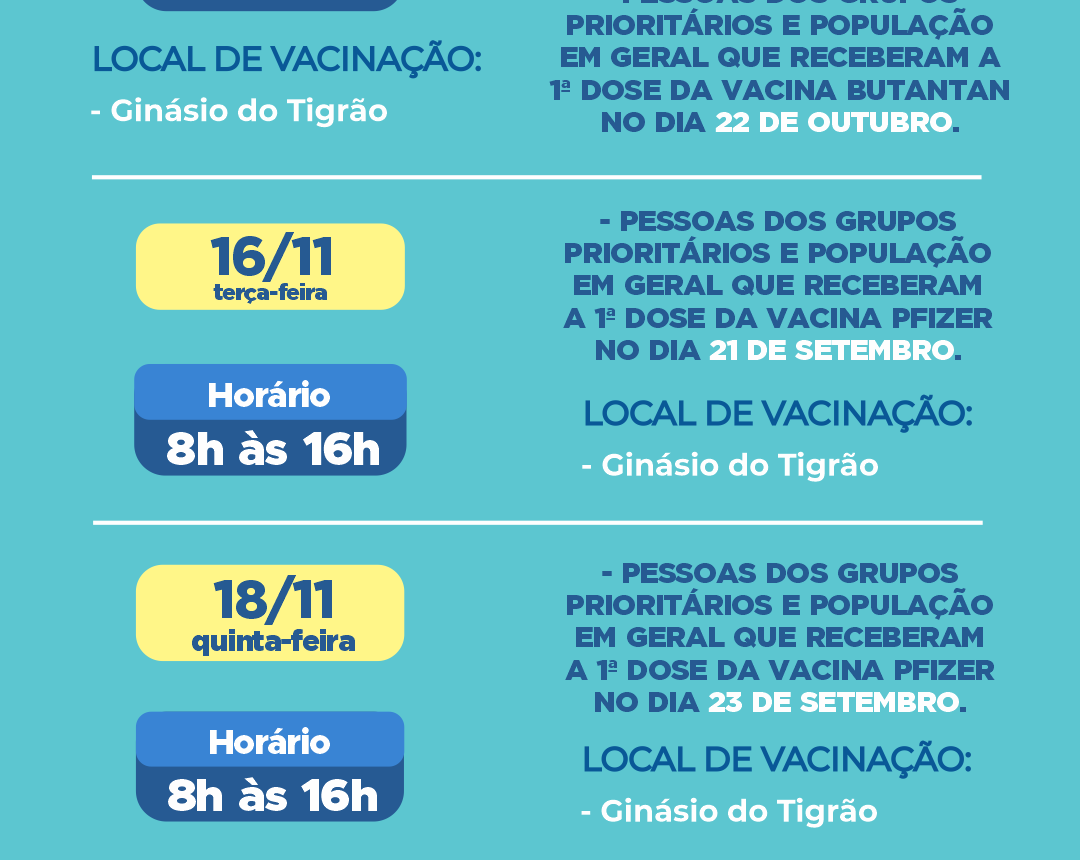 - PESSOAS DOS GRUPOS
PRIORITÁRIOS E POPULAÇÃO
EM GERAL QUE RECEBERAM A
1ª DOSE DA VACINA BUTANTAN
NO DIA 22 DE OUTUBRO.
LOCAL DE VACINAÇÃO:
- Ginásio do Tigrão
16/11
terça-feira
Horário
8h às 16h
- PESSOAS DOS GRUPOS
PRIORITÁRIOS E POPULAÇÃO
EM GERAL QUE RECEBERAM
A 1ª DOSE DA VACINA PFIZER
NO DIA 21 DE SETEMBRO.
LOCAL DE VACINAÇÃO:
- Ginásio do Tigrão
18/11
quinta-feira
Horário
8h às 16h
- PESSOAS DOS GRUPOS
PRIORITÁRIOS E POPULAÇÃO
EM GERAL QUE RECEBERAM
A 1ª DOSE DA VACINA PFIZER
NO DIA 23 DE SETEMBRO.
LOCAL DE VACINAÇÃO:
- Ginásio do Tigrão